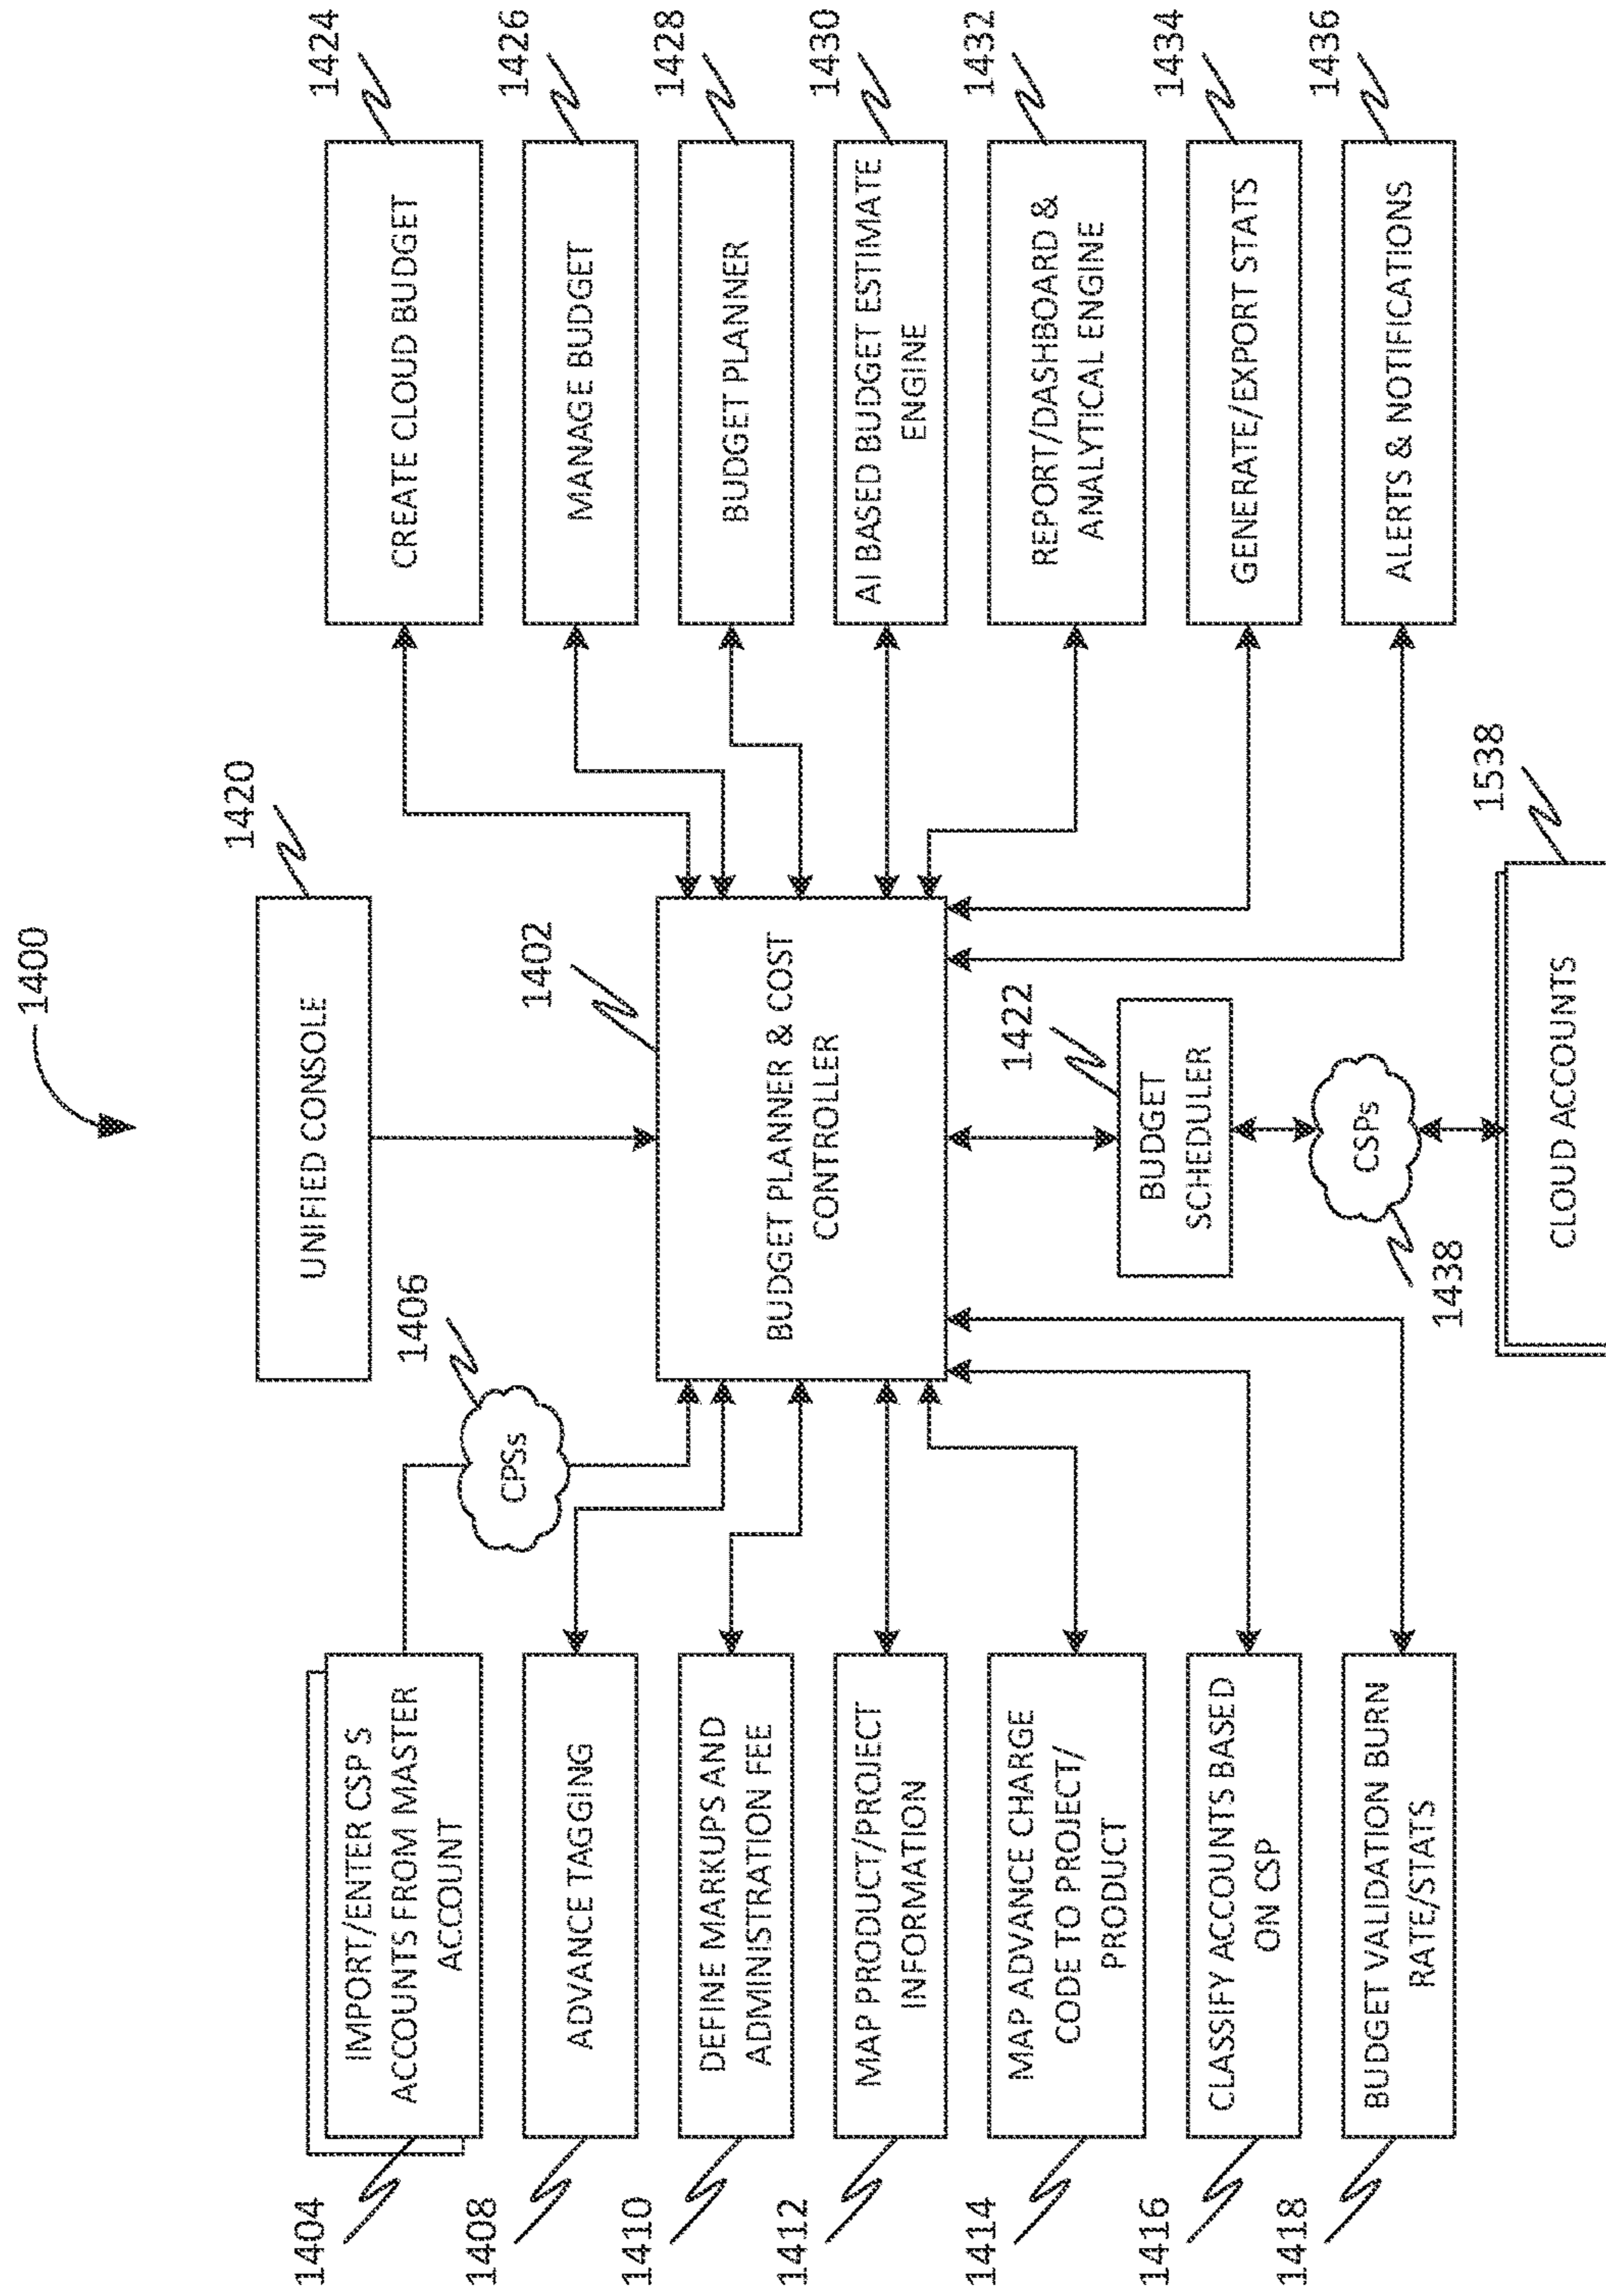 1400
1420
UNIFIED CONSOLE
1404
IMPORT/ENTER CSP S
ACCOUNTS FROM MASTER
ACCOUNT
1406
CPSs
1408
ADVANCE TAGGING
1410
DEFINE MARKUPS AND
ADMINISTRATION FEE
1412
MAP PRODUCT/PROJECT
INFORMATION
1414
MAP ADVANCE CHARGE
CODE TO PROJECT/
PRODUCT
1416
CLASSIFY ACCOUNTS BASED
ON CSP
1418
BUDGET VALIDATION BURN
RATE/STATS
1402
BUDGET PLANNER & COST
CONTROLLER
1422
BUDGET
SCHEDULER
CSPs
1438
1538
CLOUD ACCOUNTS
1424
CREATE CLOUD BUDGET
1426
MANAGE BUDGET
1428
BUDGET PLANNER
1430
AI BASED BUDGET ESTIMATE
ENGINE
1432
REPORT/DASHBOARD &
ANALYTICAL ENGINE
1434
GENERATE/EXPORT STATS
1436
ALERTS & NOTIFICATIONS